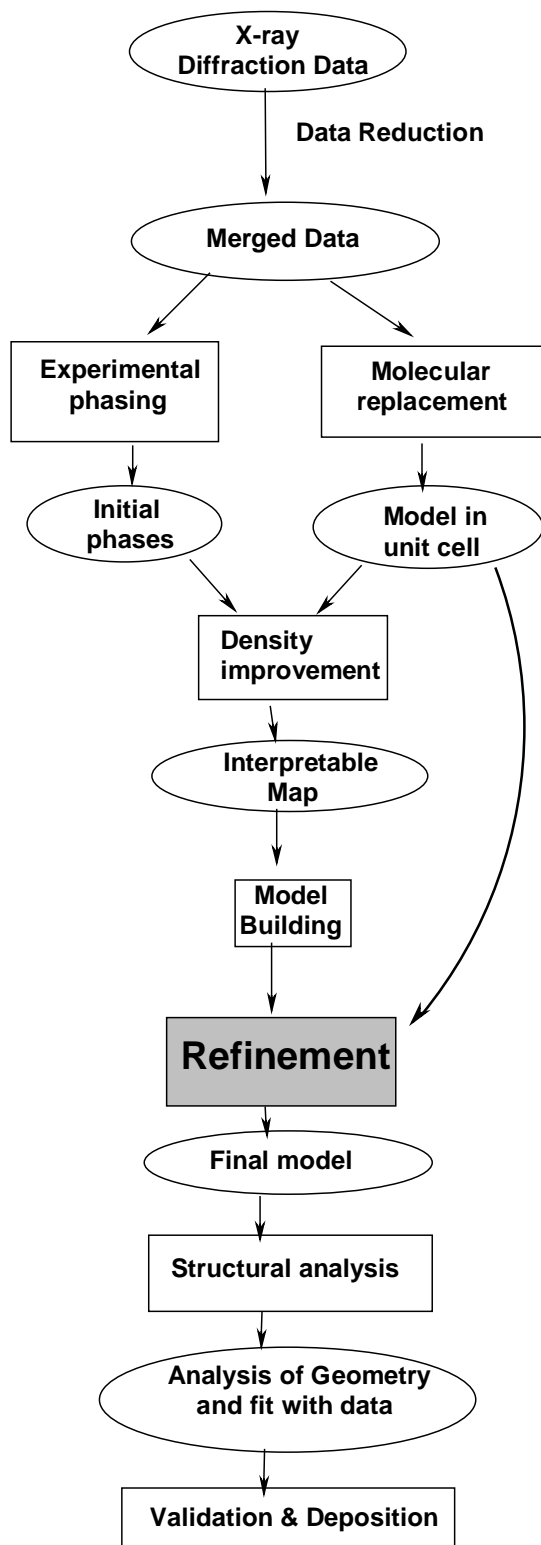 X-ray
Diffraction Data
Data Reduction
Merged Data
Experimental
phasing
Molecular
replacement
Initial
phases
Model in
unit cell
Density
improvement
Interpretable
Map
Model
Building
Refinement
Final model
Structural analysis
Analysis of Geometry
and fit with data
Validation & Deposition